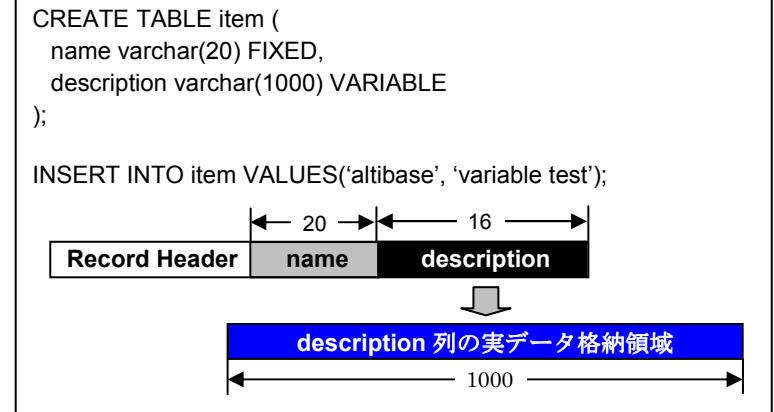 CREATE TABLE item (
name varchar(20) FIXED,
description varchar(1000) VARIABLE
);
INSERT INTO item VALUES(‘altibase’, ‘variable test’);
20 16
Record Header name description
description 列の実データ格納領域
1000